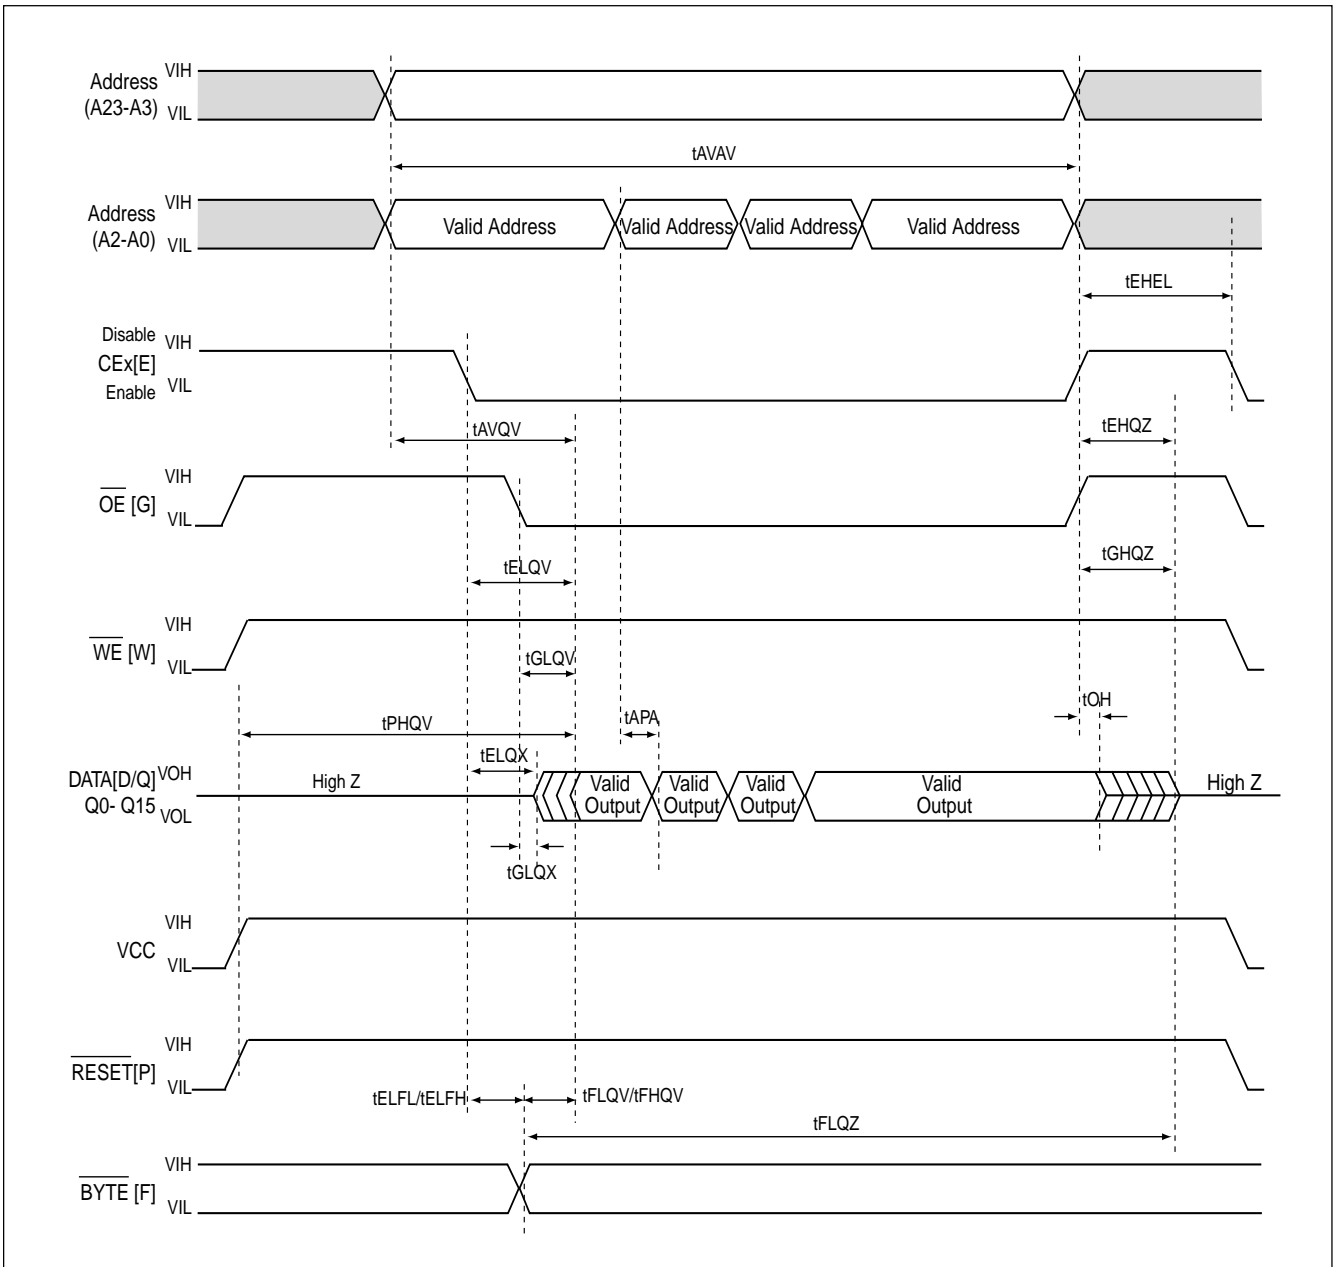 Address VIH
(A23-A3) VIL
tAVAV
Address VIH
(A2-A0) VIL
Valid Address Valid Address Valid Address Valid Address
tEHEL
Disable VIH
CEx[E]
Enable VIL
tAVQV tEHQZ
OE [G] VIH
VIL
tELQV tGHQZ
WE [W] VIH
VIL
tGLQV
tPHQV tAPA tOH
tELQX
DATA[D/Q] VOH
Q0- Q15 VOL
High Z
Valid Output
Valid Output
Valid Output
Valid Output
High Z
tGLQX
VCC VIH
VIL
RESET[P] VIH
VIL
tELFL/tELFH tFLQV/tFHQV
tFLQZ
BYTE [F] VIH
VIL